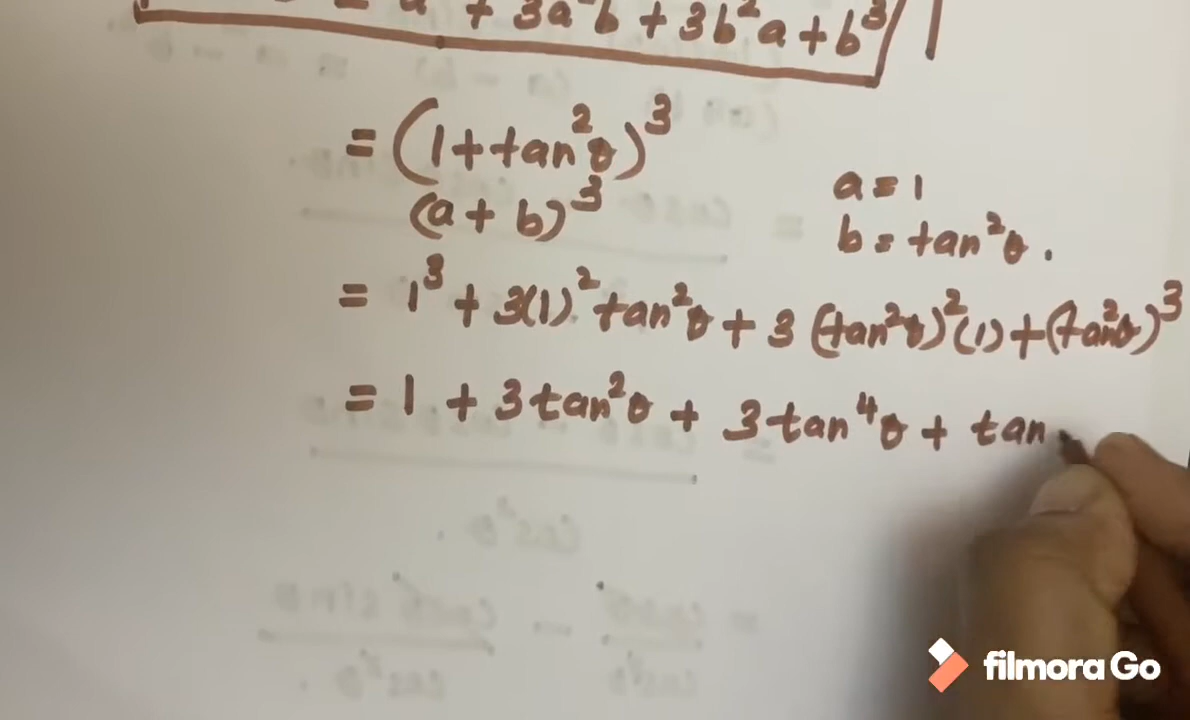 + 3a²b + 3b²a + b³
= (1+tan²θ)³
(a + b)³
a = 1
b = tan²θ.
= 1³ + 3(1)² tan²θ + 3 (tan²θ)²(1) + (tan²θ)³
= 1 + 3tan²θ + 3tan⁴θ + tan
filmora Go